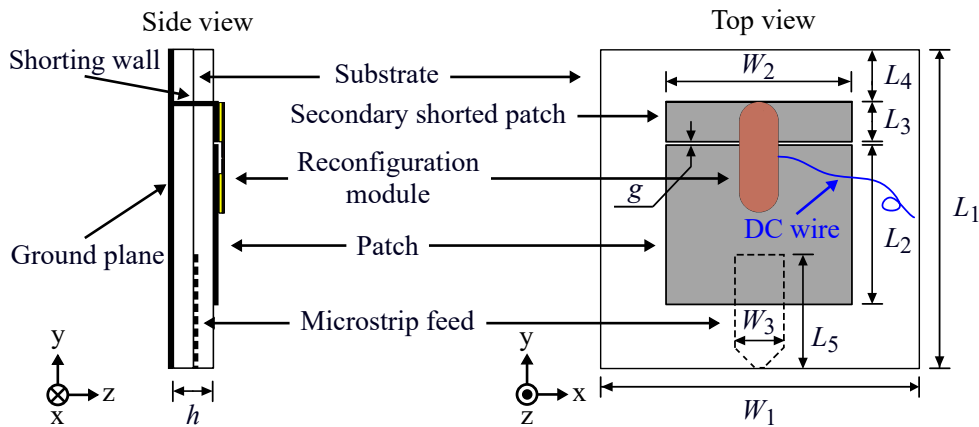 Side view
Top view
Shorting wall
Substrate
Secondary shorted patch
Reconfiguration
module
Ground plane
Patch
Microstrip feed
y
z
x
h
W2
L4
L3
g
L1
DC wire
L2
W3
L5
y
x
z
W1